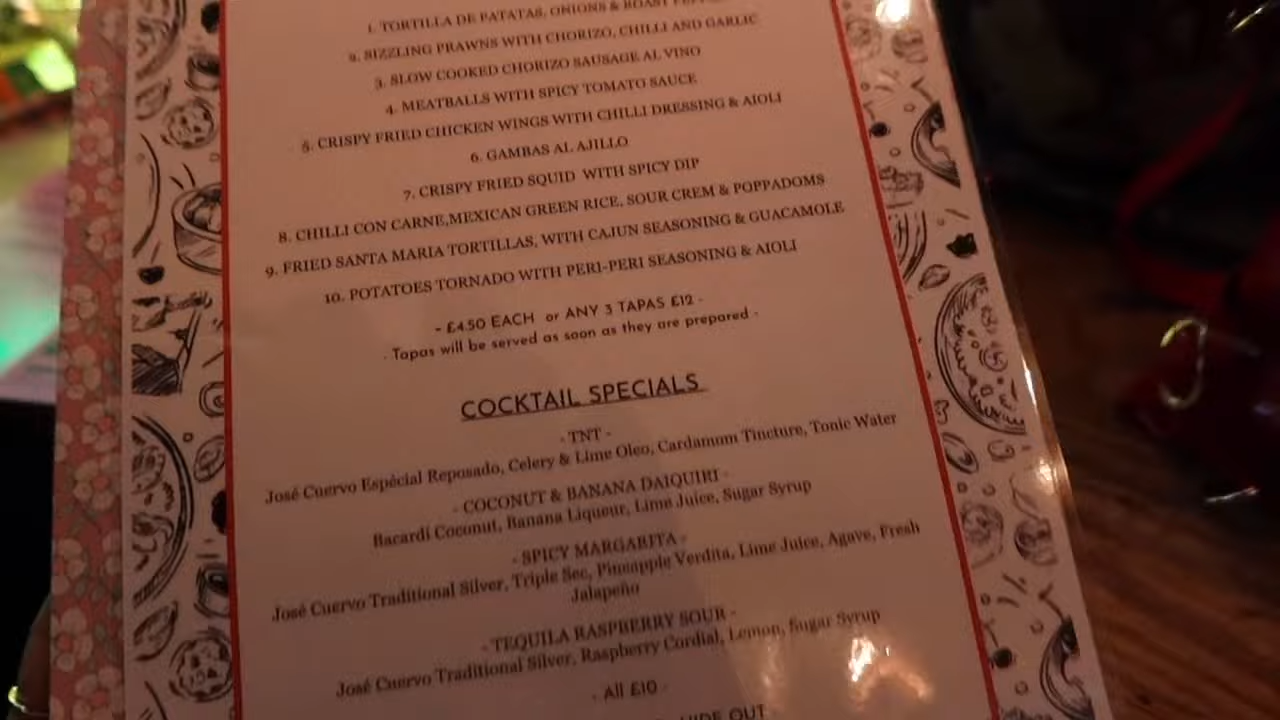 1. TORTILLA DE PATATAS, ONIONS & ROAST
2. SIZZLING PRAWNS WITH CHORIZO, CHILLI AND GARLIC
3. SLOW COOKED CHORIZO SAUSAGE AL VINO
4. MEATBALLS WITH SPICY TOMATO SAUCE
5. CRISPY FRIED CHICKEN WINGS WITH CHILLI DRESSING & AIOLI
6. GAMBAS AL AJILLO
7. CRISPY FRIED SQUID WITH SPICY DIP
8. CHILLI CON CARNE,MEXICAN GREEN RICE, SOUR CREM & POPPADOMS
9. FRIED SANTA MARIA TORTILLAS, WITH CAJUN SEASONING & GUACAMOLE
10. POTATOES TORNADO WITH PERI-PERI SEASONING & AIOLI
- £4.50 EACH or ANY 3 TAPAS £12 -
- Tapas will be served as soon as they are prepared -
COCKTAIL SPECIALS
- TNT -
José Cuervo Espécial Reposado, Celery & Lime Oleo, Cardamum Tincture, Tonic Water
- COCONUT & BANANA DAIQUIRI -
Bacardi Coconut, Banana Liqueur, Lime Juice, Sugar Syrup
- SPICY MARGARITA -
José Cuervo Traditional Silver, Triple Sec, Pineapple Verdita, Lime Juice, Agave, Fresh
Jalapeño
- TEQUILA RASPBERRY SOUR -
José Cuervo Traditional Silver, Raspberry Cordial, Lemon, Sugar Syrup
- All £10 -
OUT